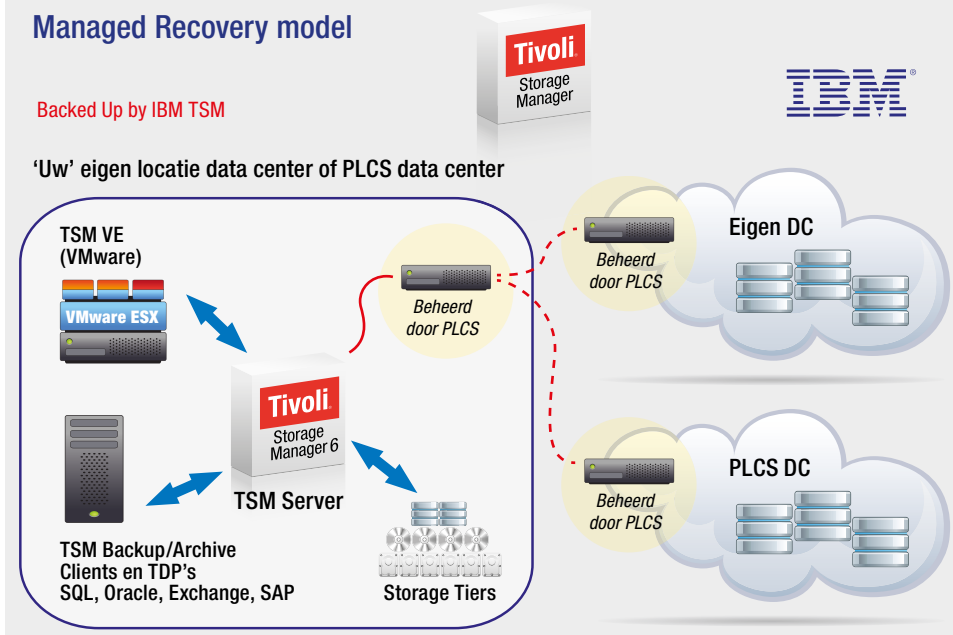 Managed Recovery model
Tivoli
Storage
Manager
IBM®
Backed Up by IBM TSM
‘Uw’ eigen locatie data center of PLCS data center
TSM VE
(VMware)
VMware ESX
Beheerd
door PLCS
Beheerd
door PLCS
Eigen DC
Tivoli
Storage
Manager 6
TSM Server
TSM Backup/Archive
Clients en TDP’s
SQL, Oracle, Exchange, SAP
Storage Tiers
Beheerd
door PLCS
PLCS DC